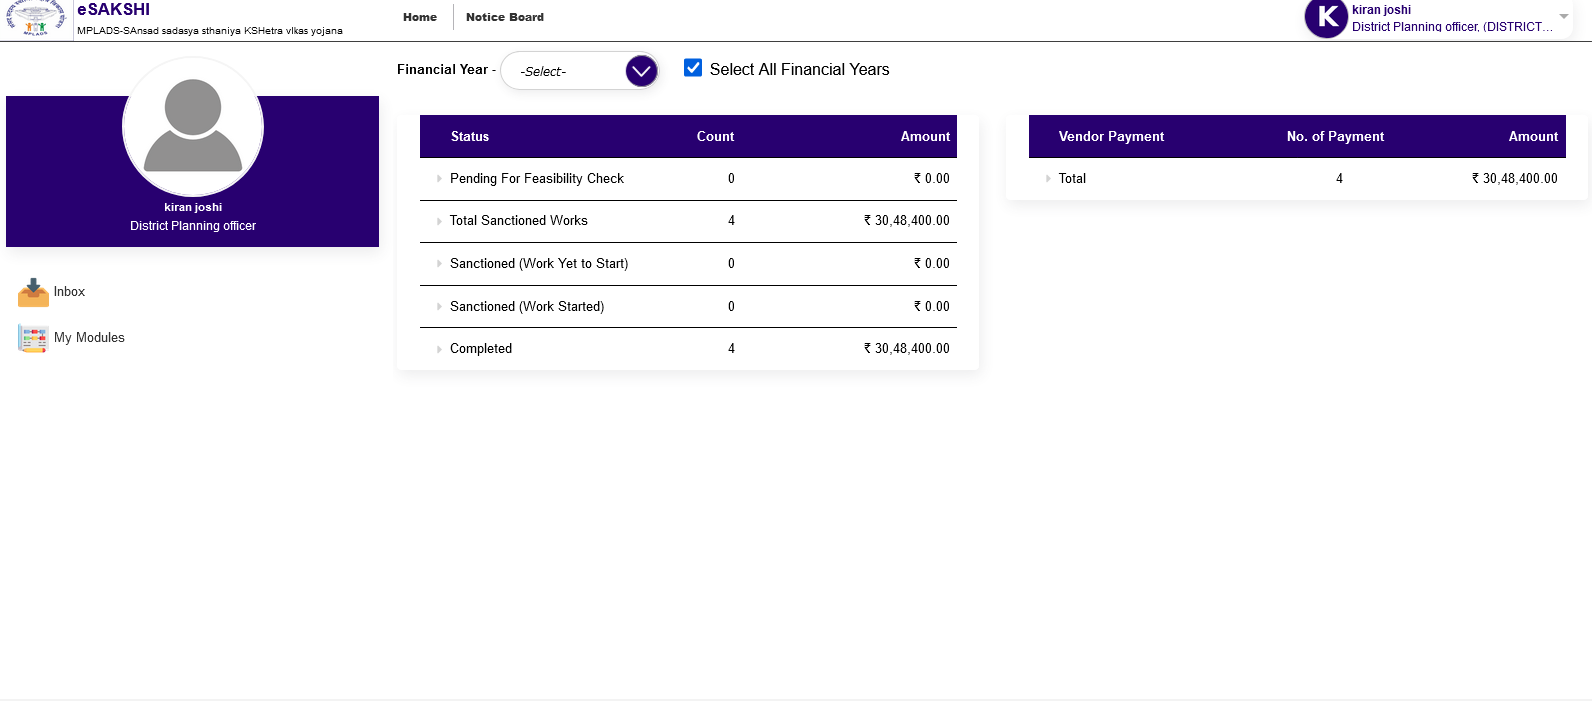 eSAKSHI
MPLADS-SAnsad sadasya sthaniya KSHetra vIkas yojana
Home
Notice Board
K
kiran joshi
District Planning officer, (DISTRICT...
MPLADS
kiran joshi
District Planning officer
Inbox
My Modules
Financial Year - -Select- Select All Financial Years
Status Count Amount
Pending For Feasibility Check 0 ₹ 0.00
Total Sanctioned Works 4 ₹ 30,48,400.00
Sanctioned (Work Yet to Start) 0 ₹ 0.00
Sanctioned (Work Started) 0 ₹ 0.00
Completed 4 ₹ 30,48,400.00
Vendor Payment No. of Payment Amount
Total 4 ₹ 30,48,400.00